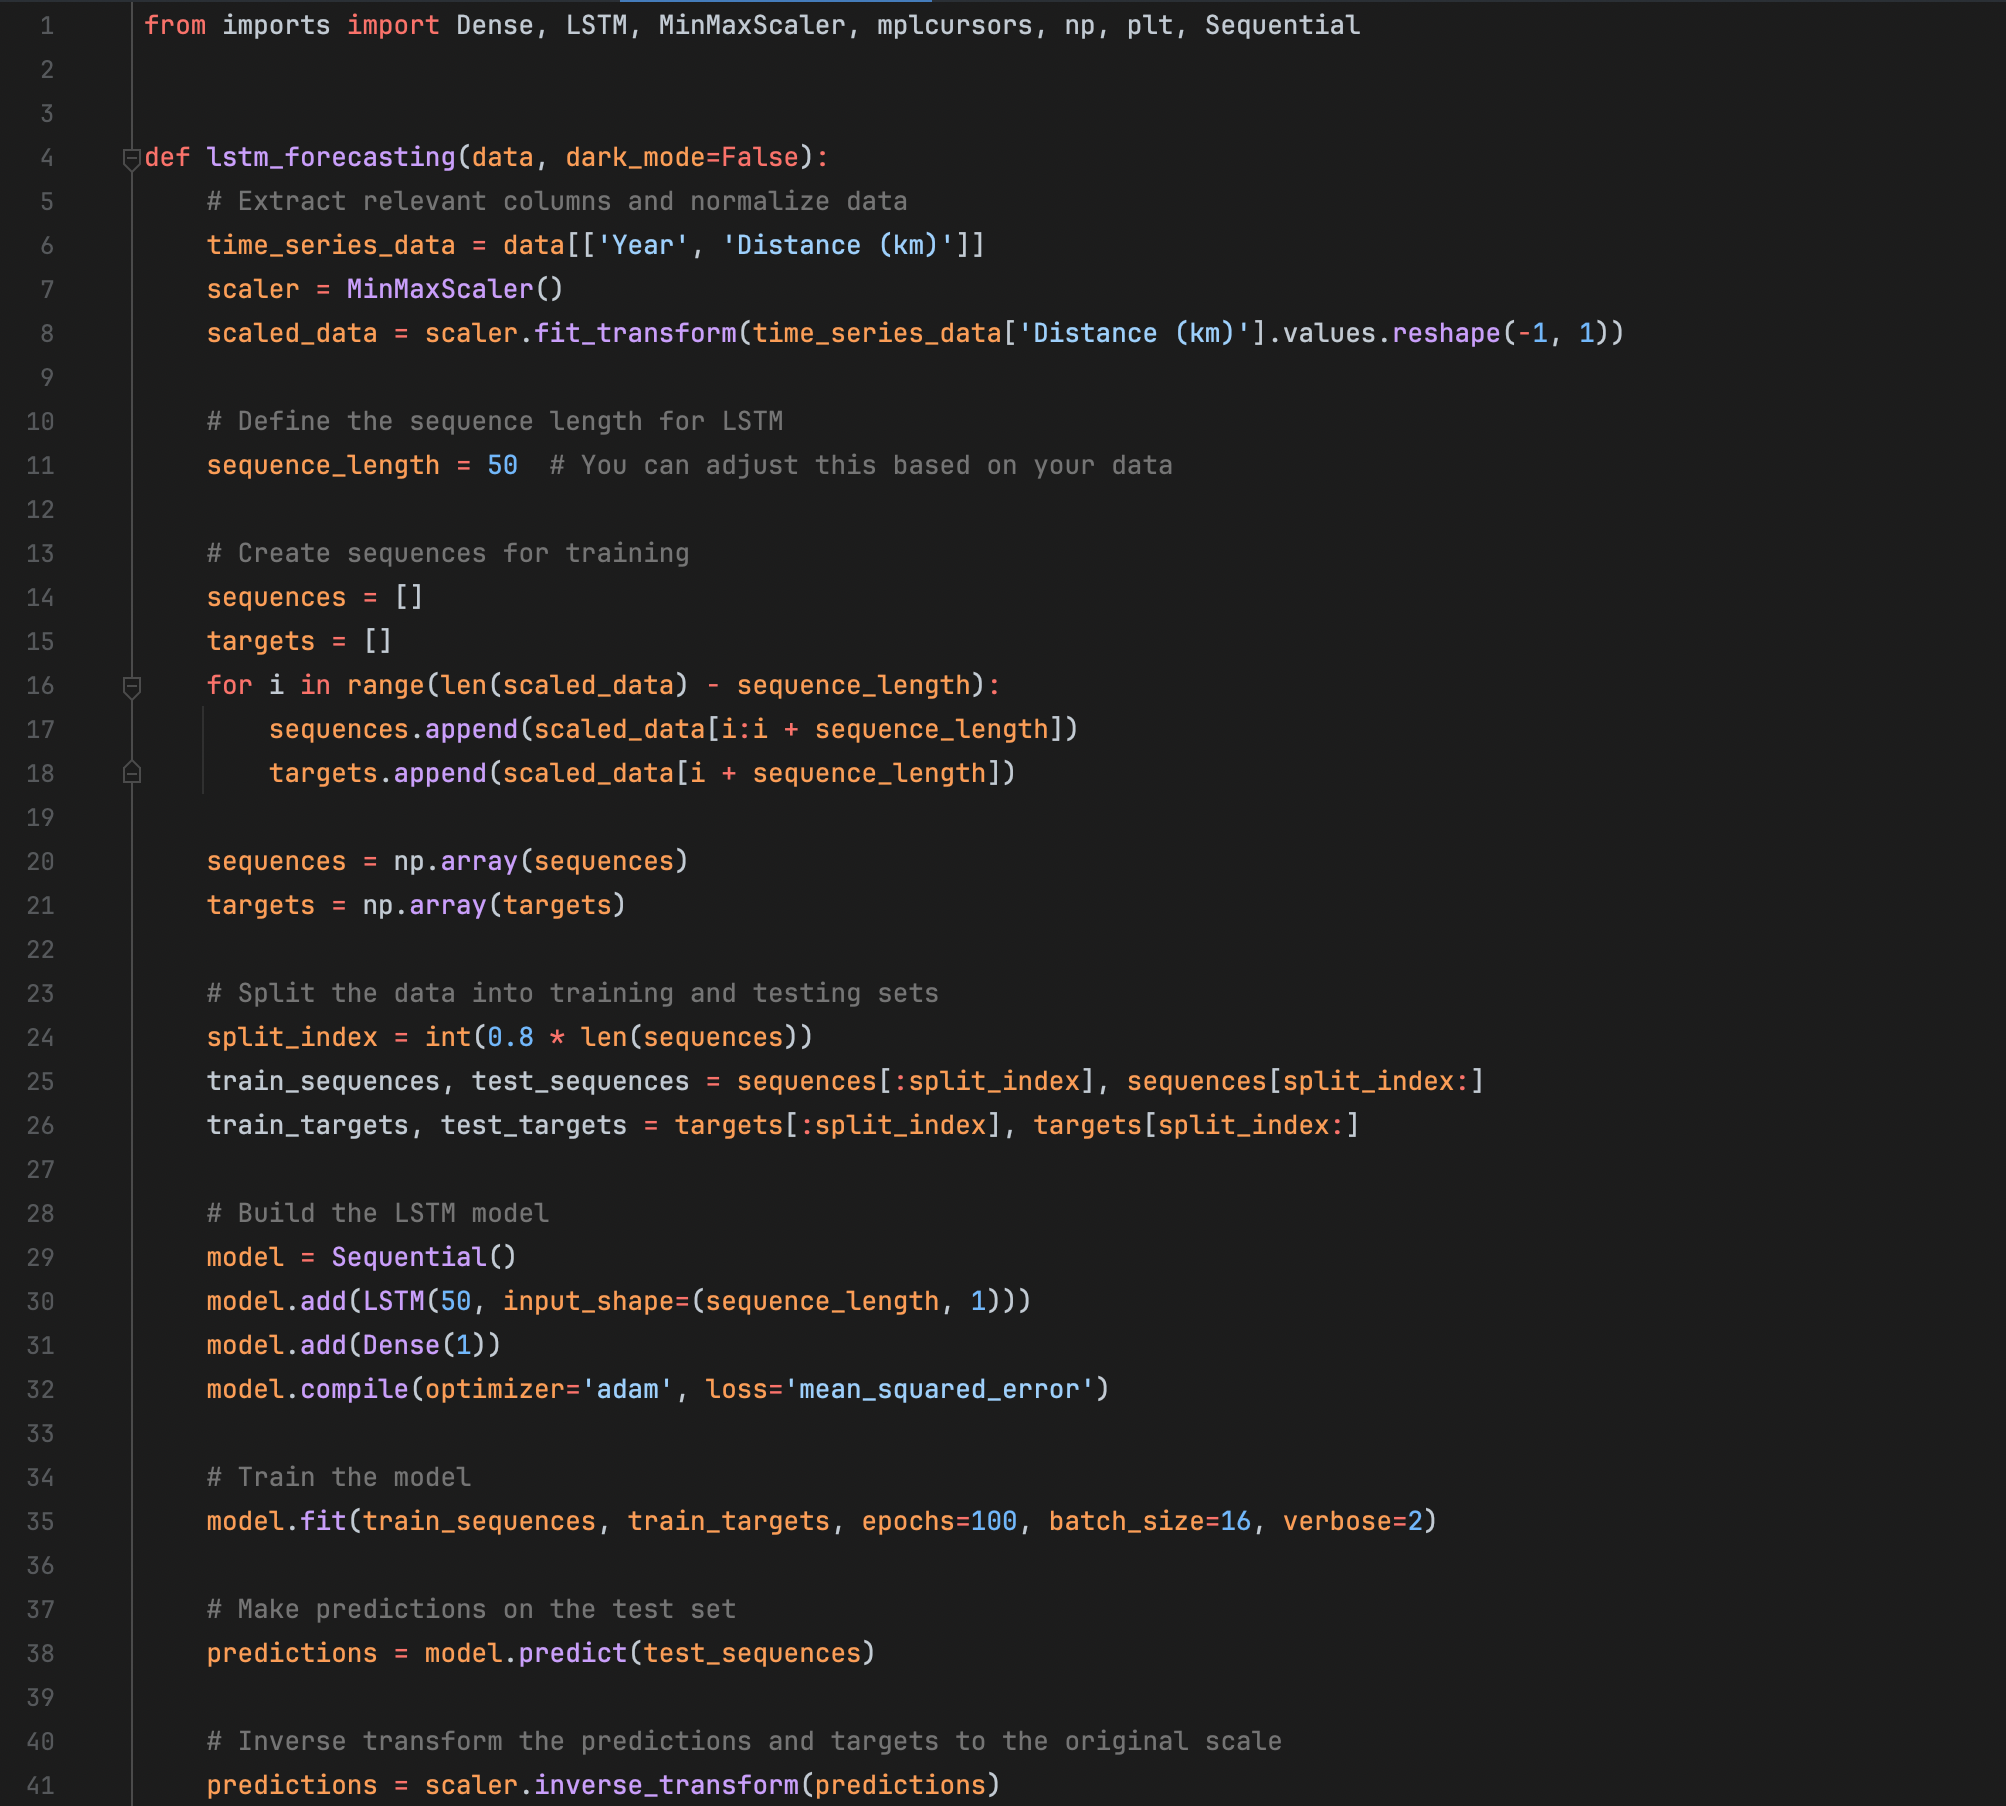 1 from imports import Dense, LSTM, MinMaxScaler, mplcursors, np, plt, Sequential
2
3
4 def lstm_forecasting(data, dark_mode=False):
5     # Extract relevant columns and normalize data
6     time_series_data = data[['Year', 'Distance (km)']]
7     scaler = MinMaxScaler()
8     scaled_data = scaler.fit_transform(time_series_data['Distance (km)'].values.reshape(-1, 1))
9
10     # Define the sequence length for LSTM
11     sequence_length = 50  # You can adjust this based on your data
12
13     # Create sequences for training
14     sequences = []
15     targets = []
16     for i in range(len(scaled_data) - sequence_length):
17         sequences.append(scaled_data[i:i + sequence_length])
18         targets.append(scaled_data[i + sequence_length])
19
20     sequences = np.array(sequences)
21     targets = np.array(targets)
22
23     # Split the data into training and testing sets
24     split_index = int(0.8 * len(sequences))
25     train_sequences, test_sequences = sequences[:split_index], sequences[split_index:]
26     train_targets, test_targets = targets[:split_index], targets[split_index:]
27
28     # Build the LSTM model
29     model = Sequential()
30     model.add(LSTM(50, input_shape=(sequence_length, 1)))
31     model.add(Dense(1))
32     model.compile(optimizer='adam', loss='mean_squared_error')
33
34     # Train the model
35     model.fit(train_sequences, train_targets, epochs=100, batch_size=16, verbose=2)
36
37     # Make predictions on the test set
38     predictions = model.predict(test_sequences)
39
40     # Inverse transform the predictions and targets to the original scale
41     predictions = scaler.inverse_transform(predictions)